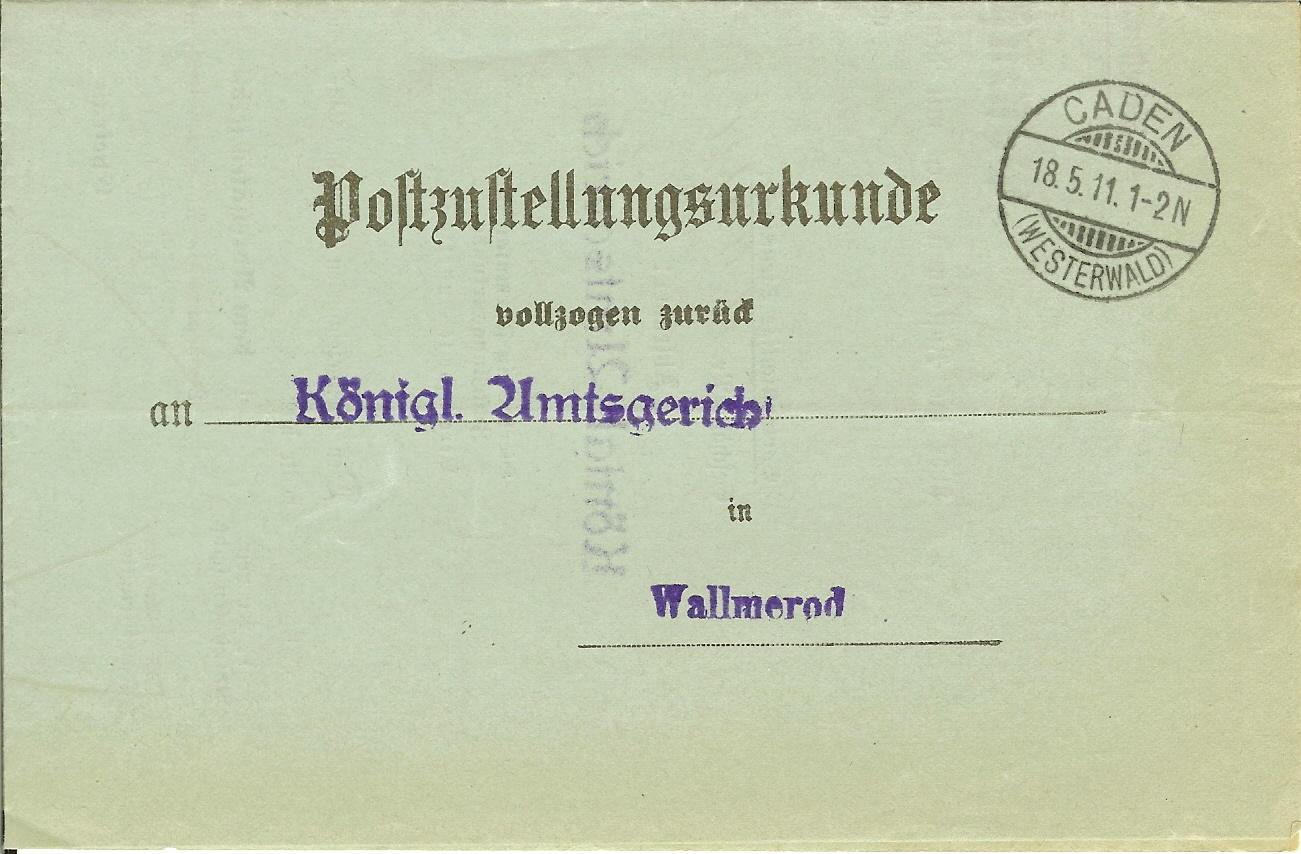 Postzustellungsurkunde
CADEN
18.5.11. 1-2N
(WESTERWALD)
vollzogen zurück
an Königl. Amtsgericht
in
Wallmerod